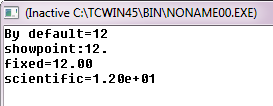 (Inactive C:\TCWIN45\BIN\NONAME00.EXE)
By default=12
showpoint:12.
fixed=12.00
scientific=1.20e+01